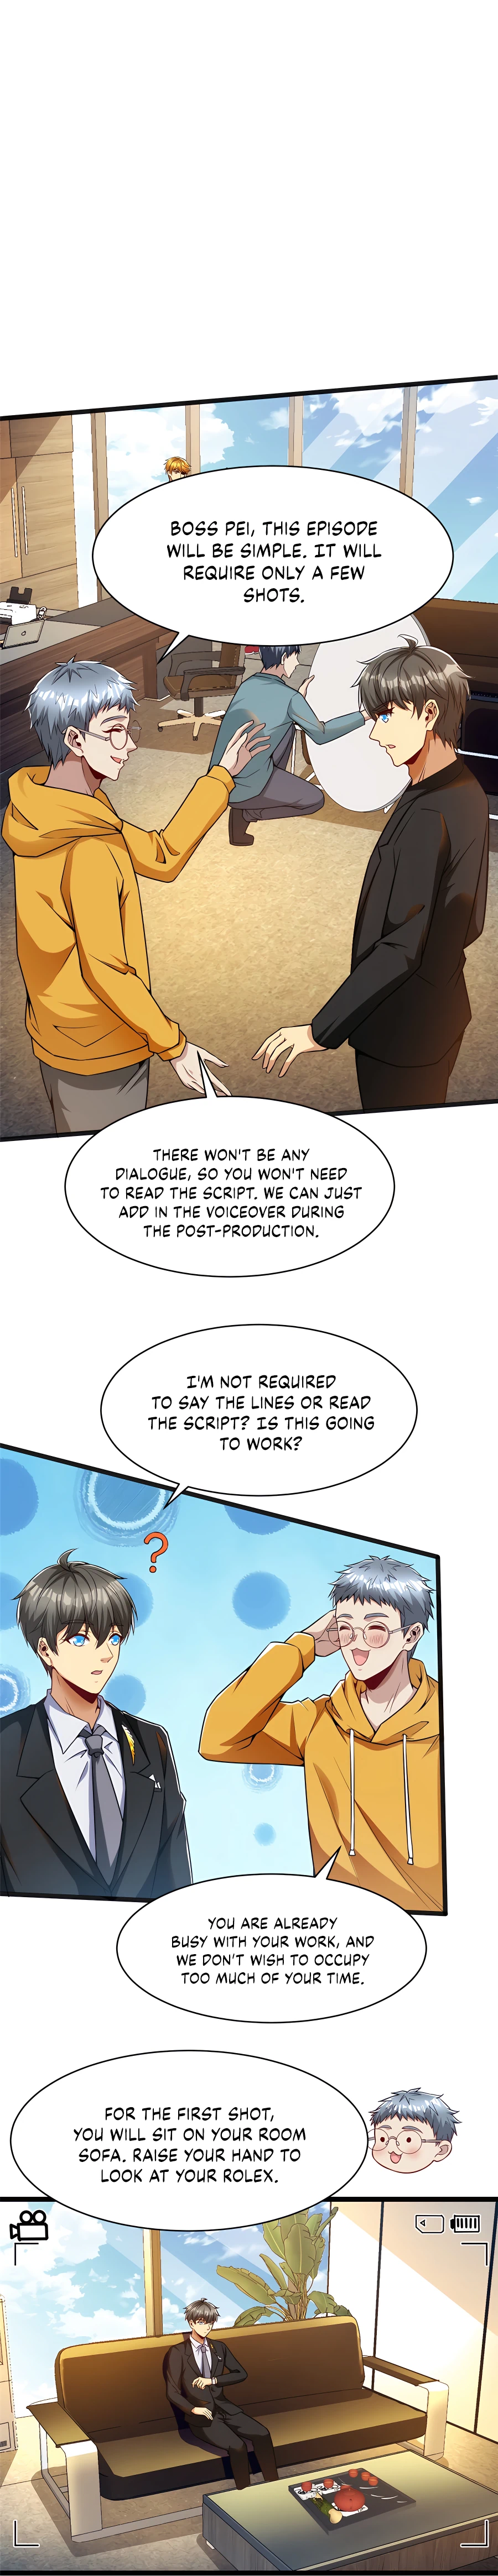 BOSS PEI, THIS EPISODE
WILL BE SIMPLE. IT WILL
REQUIRE ONLY A FEW
SHOTS.
THERE WON'T BE ANY
DIALOGUE, SO YOU WON'T NEED
TO READ THE SCRIPT. WE CAN JUST
ADD IN THE VOICEOVER DURING
THE POST-PRODUCTION.
I'M NOT REQUIRED
TO SAY THE LINES OR READ
THE SCRIPT? IS THIS GOING
TO WORK?
?
YOU ARE ALREADY
BUSY WITH YOUR WORK, AND
WE DON'T WISH TO OCCUPY
TOO MUCH OF YOUR TIME.
FOR THE FIRST SHOT,
YOU WILL SIT ON YOUR ROOM
SOFA. RAISE YOUR HAND TO
LOOK AT YOUR ROLEX.